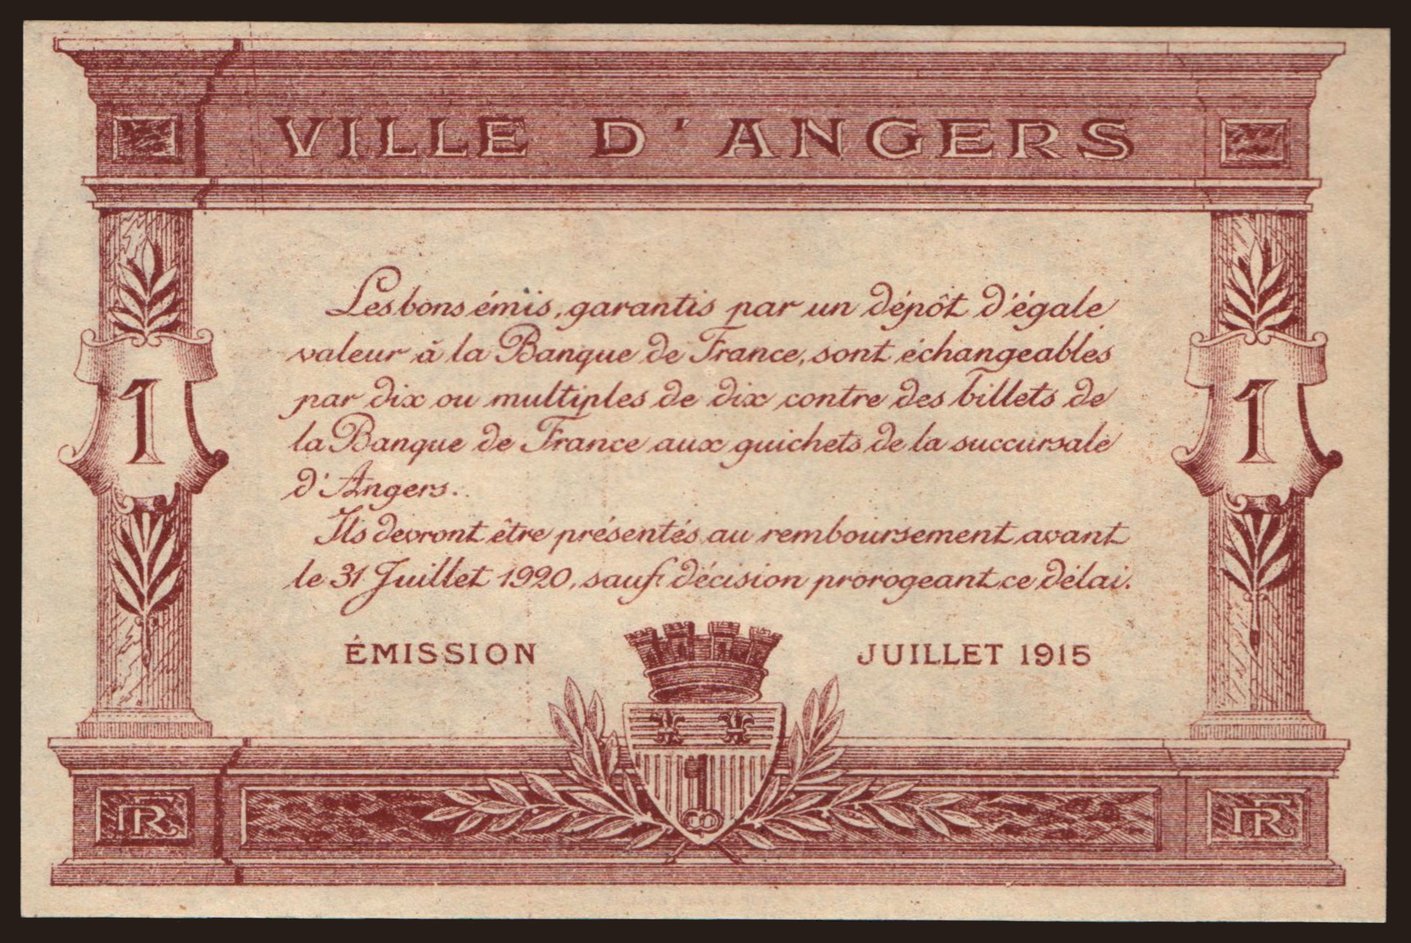 VILLE D'ANGERS
Les bons émis, garantis par un dépôt d'égale
valeur à la Banque de France, sont échangeables
par dix ou multiples de dix contre des billets de
la Banque de France aux guichets de la succursale
d'Angers.
Ils devront être présentés au remboursement avant
le 31 Juillet 1920, sauf décision prorogeant ce délai.
1
1
ÉMISSION JUILLET 1915
RF
RF